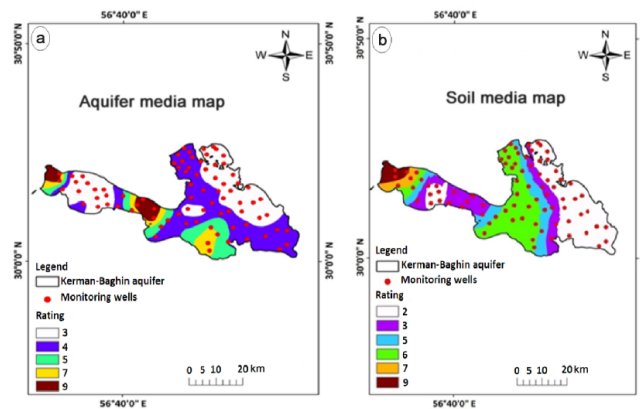 56°40'0" E
a
30°50'0" N
N
W E
S
Aquifer media map
30°0'0" N
Legend
Kerman-Baghin aquifer
Monitoring wells
Rating
3
4
5
7
9
0 5 10 20 km
56°40'0" E
56°40'0" E
b
30°50'0" N
N
W E
S
Soil media map
30°0'0" N
Legend
Kerman-Baghin aquifer
Monitoring wells
Rating
2
3
5
6
7
9
0 5 10 20 km
56°40'0" E